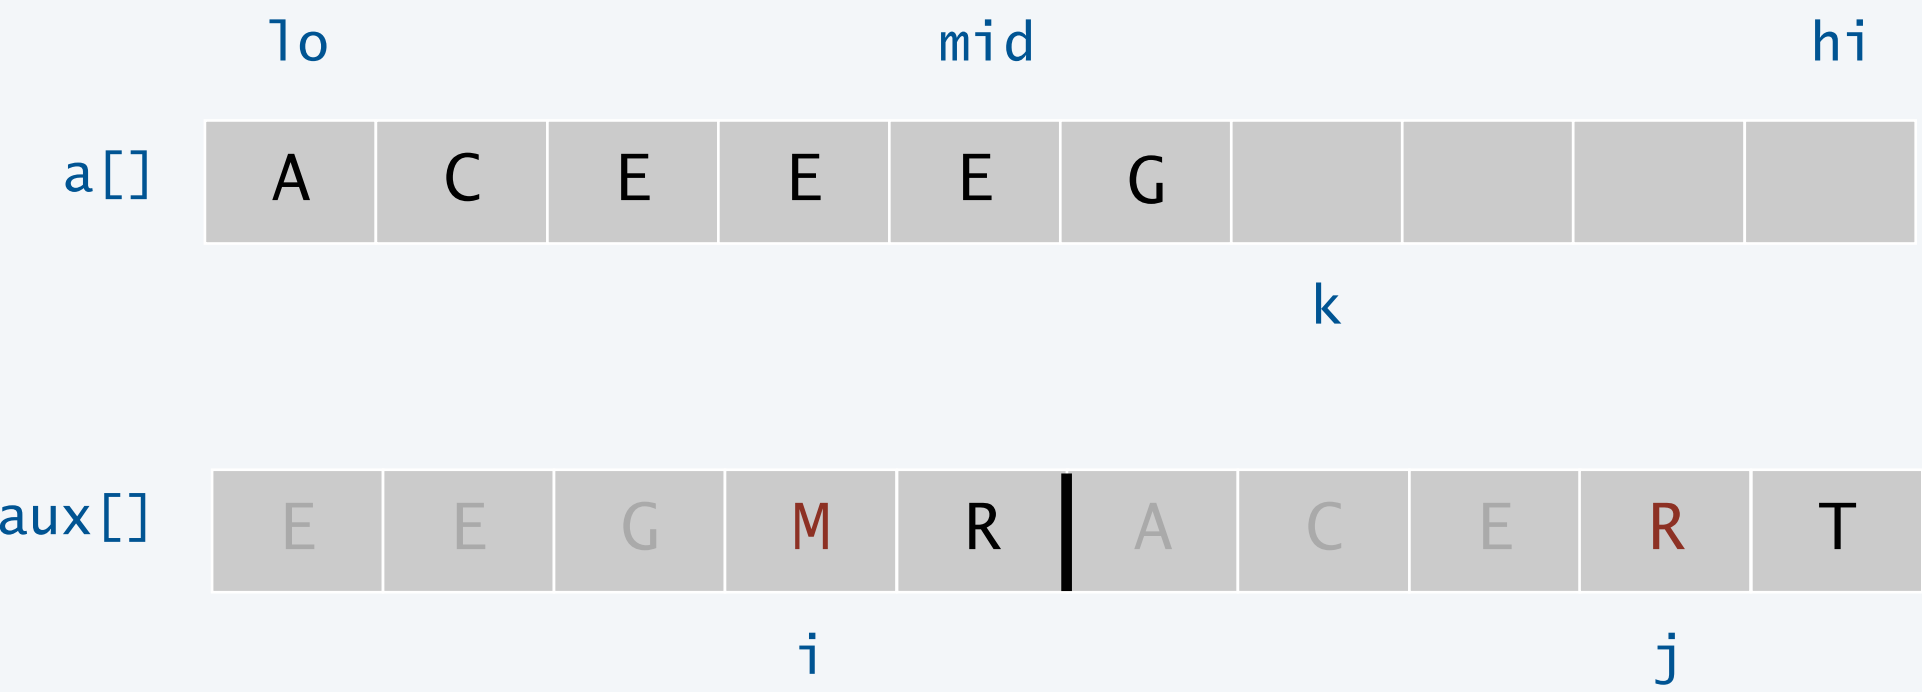 lo mid hi
a[] A C E E E G
k
aux[] E E G M R A C E R T
i j